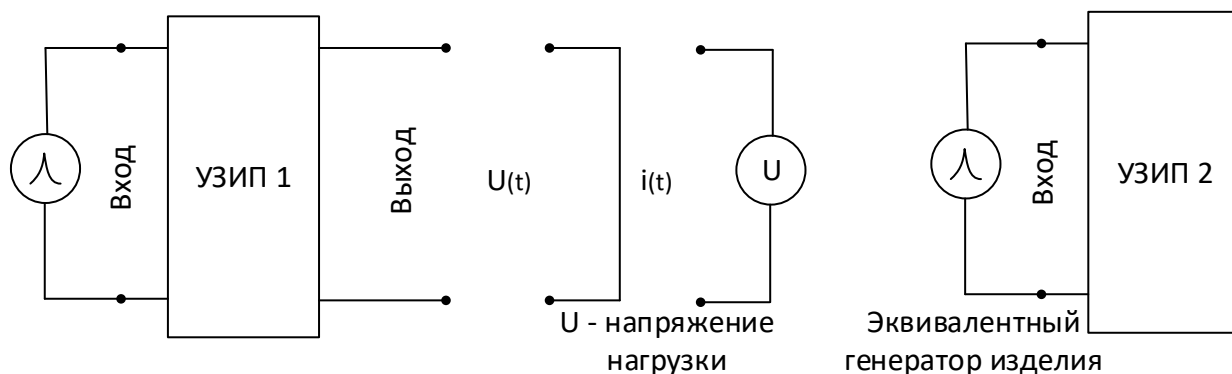 Вход
УЗИП 1
Выход
U(t)
i(t)
U
Вход
УЗИП 2
U - напряжение
нагрузки
Эквивалентный
генератор изделия